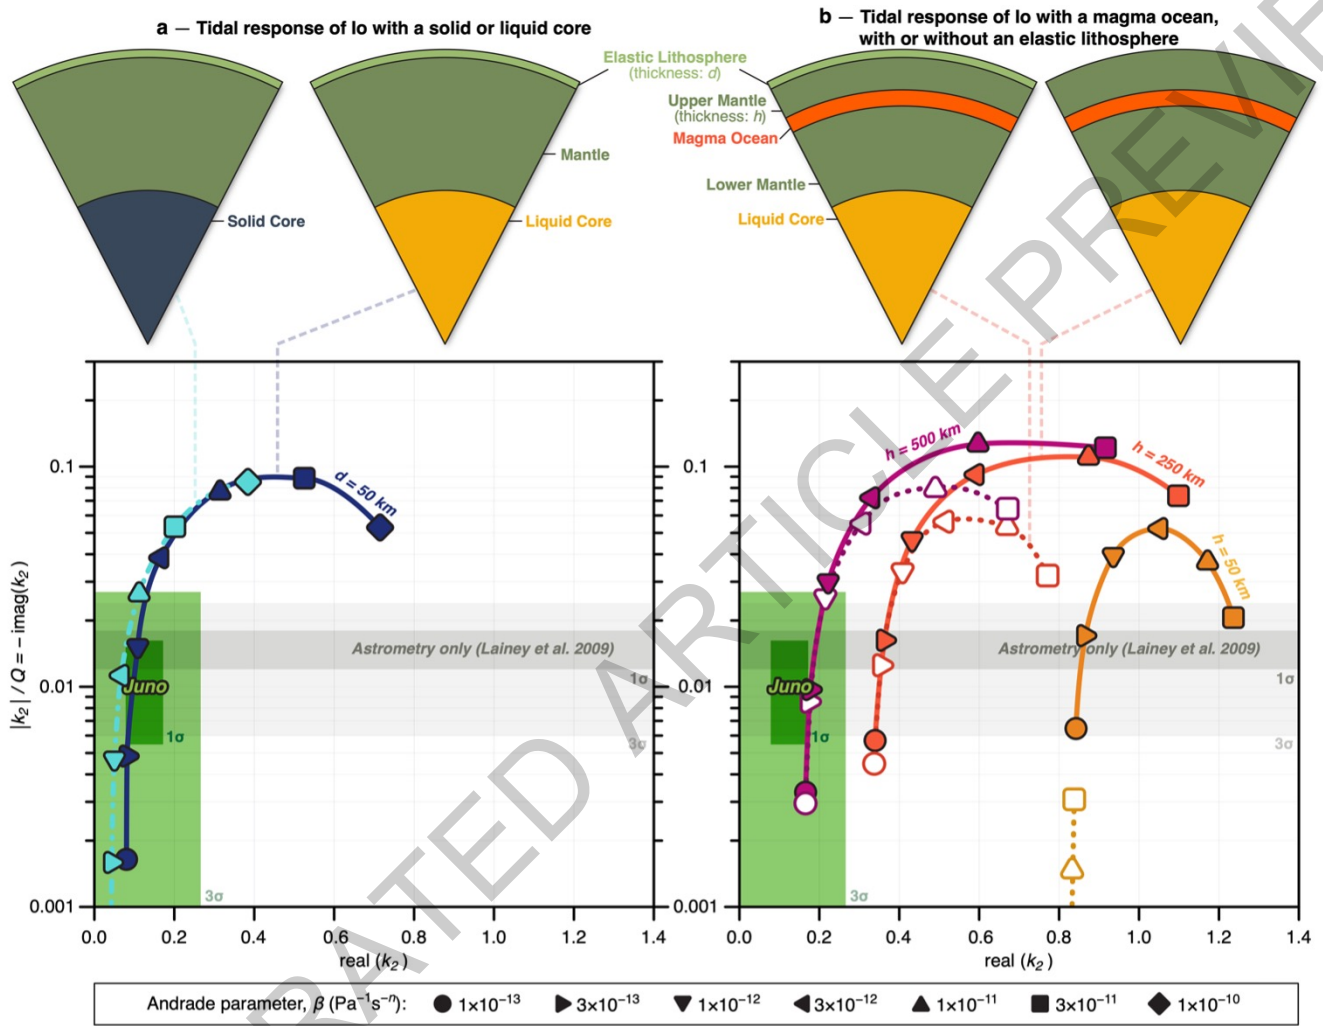 a — Tidal response of Io with a solid or liquid core
Elastic Lithosphere
(thickness: d)
Mantle
Solid Core
Liquid Core
b — Tidal response of Io with a magma ocean,
with or without an elastic lithosphere
Upper Mantle
(thickness: h)
Magma Ocean
Lower Mantle
Liquid Core
|k₂| / Q = − imag(k₂)
0.1
0.01
0.001
d = 50 km
Astrometry only (Lainey et al. 2009)
1σ
3σ
Juno
1σ
3σ
0.0 0.2 0.4 0.6 0.8 1.0 1.2 1.4
real (k₂)
0.1
0.01
0.001
h = 500 km
h = 250 km
h = 50 km
Astrometry only (Lainey et al. 2009)
1σ
3σ
Juno
1σ
3σ
0.0 0.2 0.4 0.6 0.8 1.0 1.2 1.4
real (k₂)
Andrade parameter, β (Pa⁻¹s⁻ⁿ): 1×10⁻¹³ 3×10⁻¹³ 1×10⁻¹² 3×10⁻¹² 1×10⁻¹¹ 3×10⁻¹¹ 1×10⁻¹⁰
RATED ARTICLE PREVIE